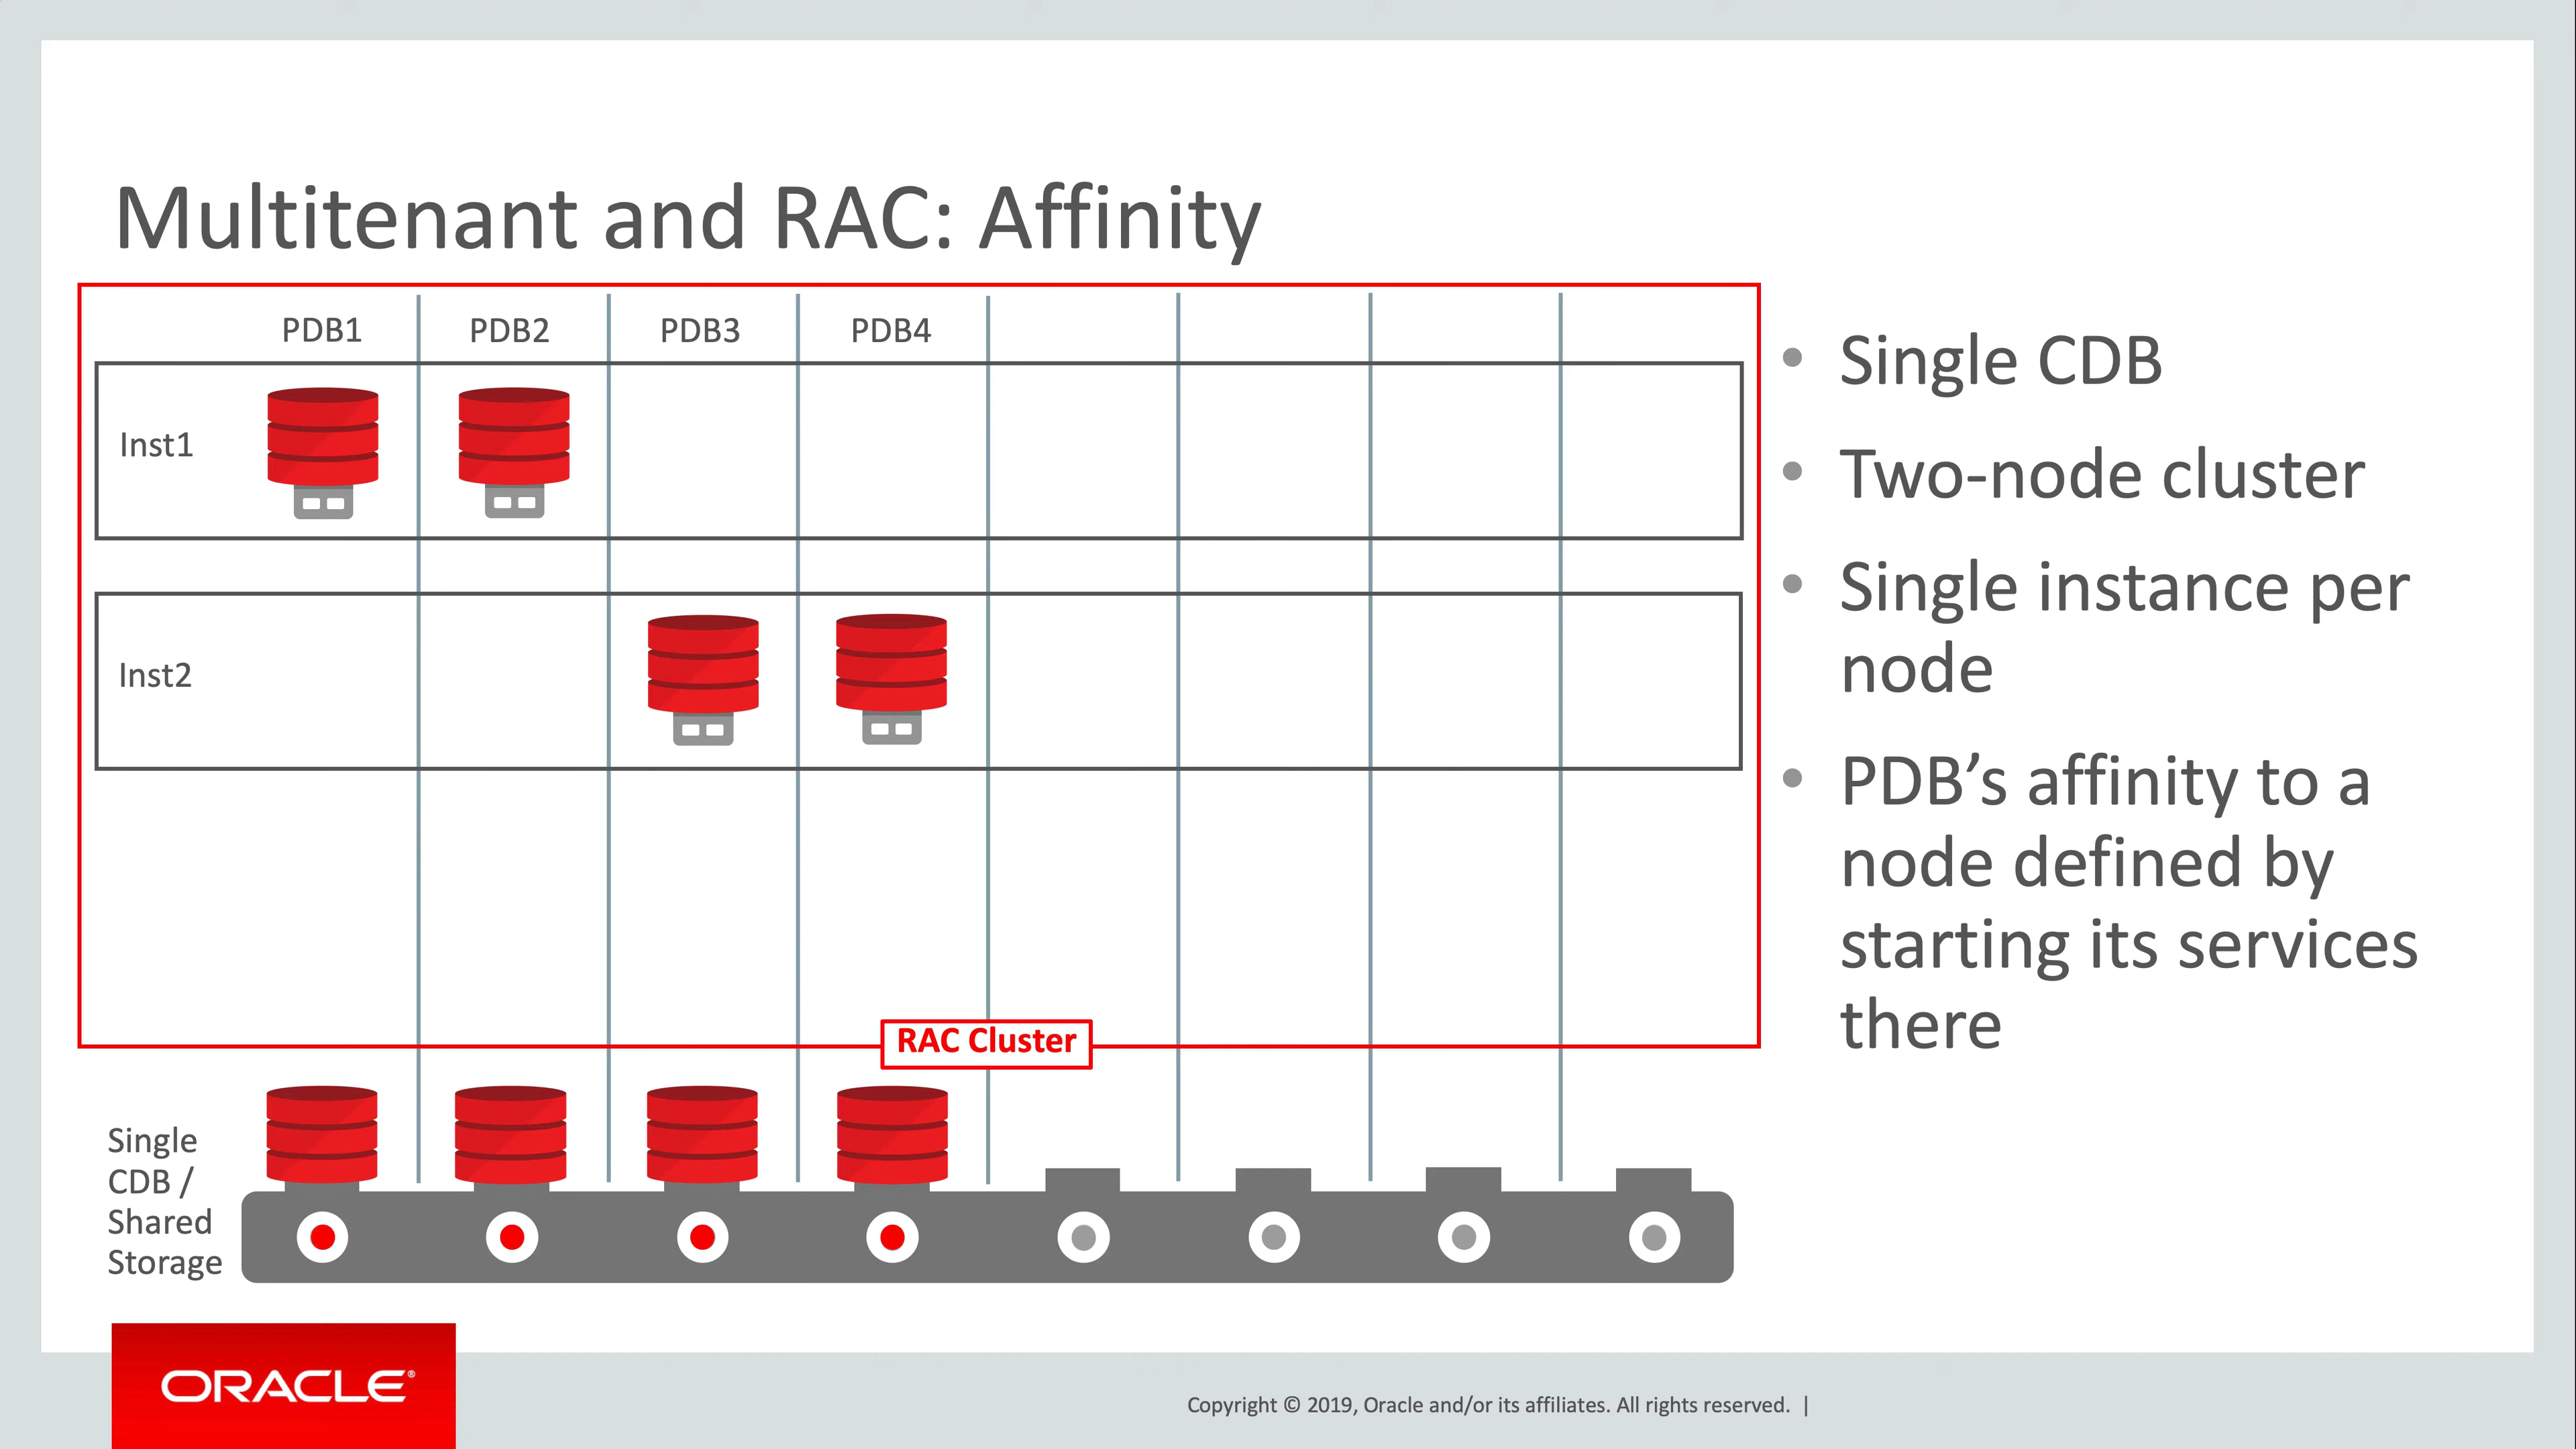 Multitenant and RAC: Affinity
PDB1 PDB2 PDB3 PDB4
Inst1
Inst2
RAC Cluster
Single
CDB /
Shared
Storage
• Single CDB
• Two-node cluster
• Single instance per
node
• PDB’s affinity to a
node defined by
starting its services
there
ORACLE®
Copyright © 2019, Oracle and/or its affiliates. All rights reserved. |